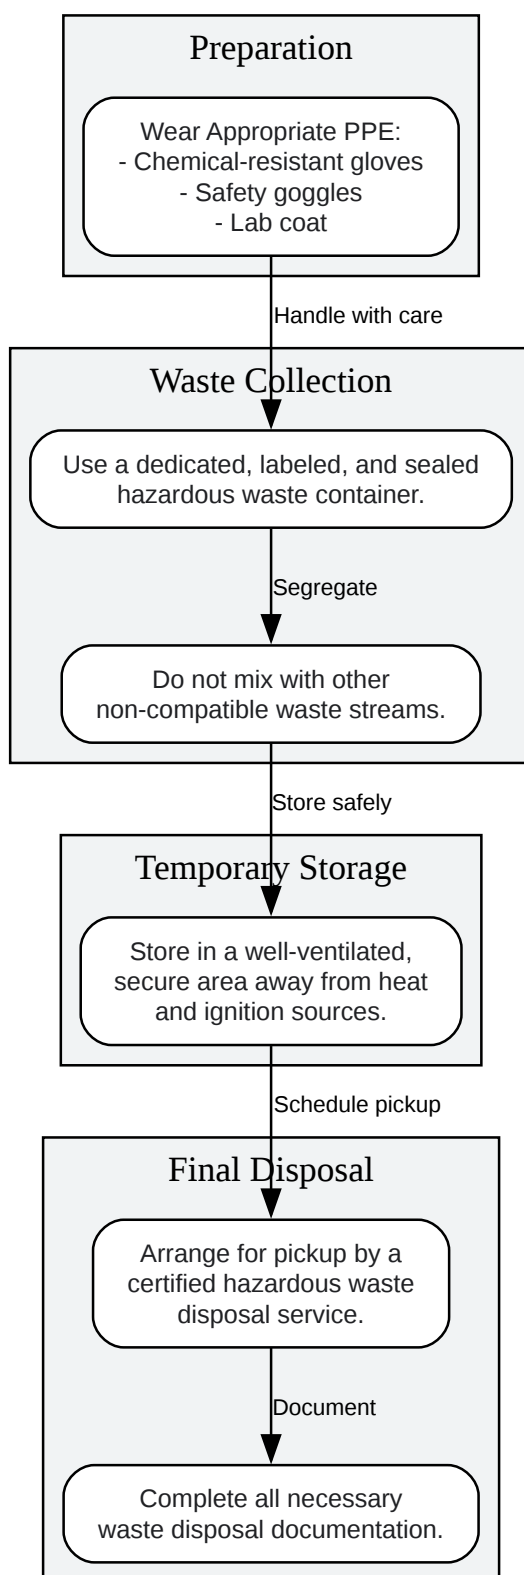 Preparation
Wear Appropriate PPE:
- Chemical-resistant gloves
- Safety goggles
- Lab coat
Handle with care
Waste Collection
Use a dedicated, labeled, and sealed
hazardous waste container.
Segregate
Do not mix with other
non-compatible waste streams.
Store safely
Temporary Storage
Store in a well-ventilated,
secure area away from heat
and ignition sources.
Schedule pickup
Final Disposal
Arrange for pickup by a
certified hazardous waste
disposal service.
Document
Complete all necessary
waste disposal documentation.